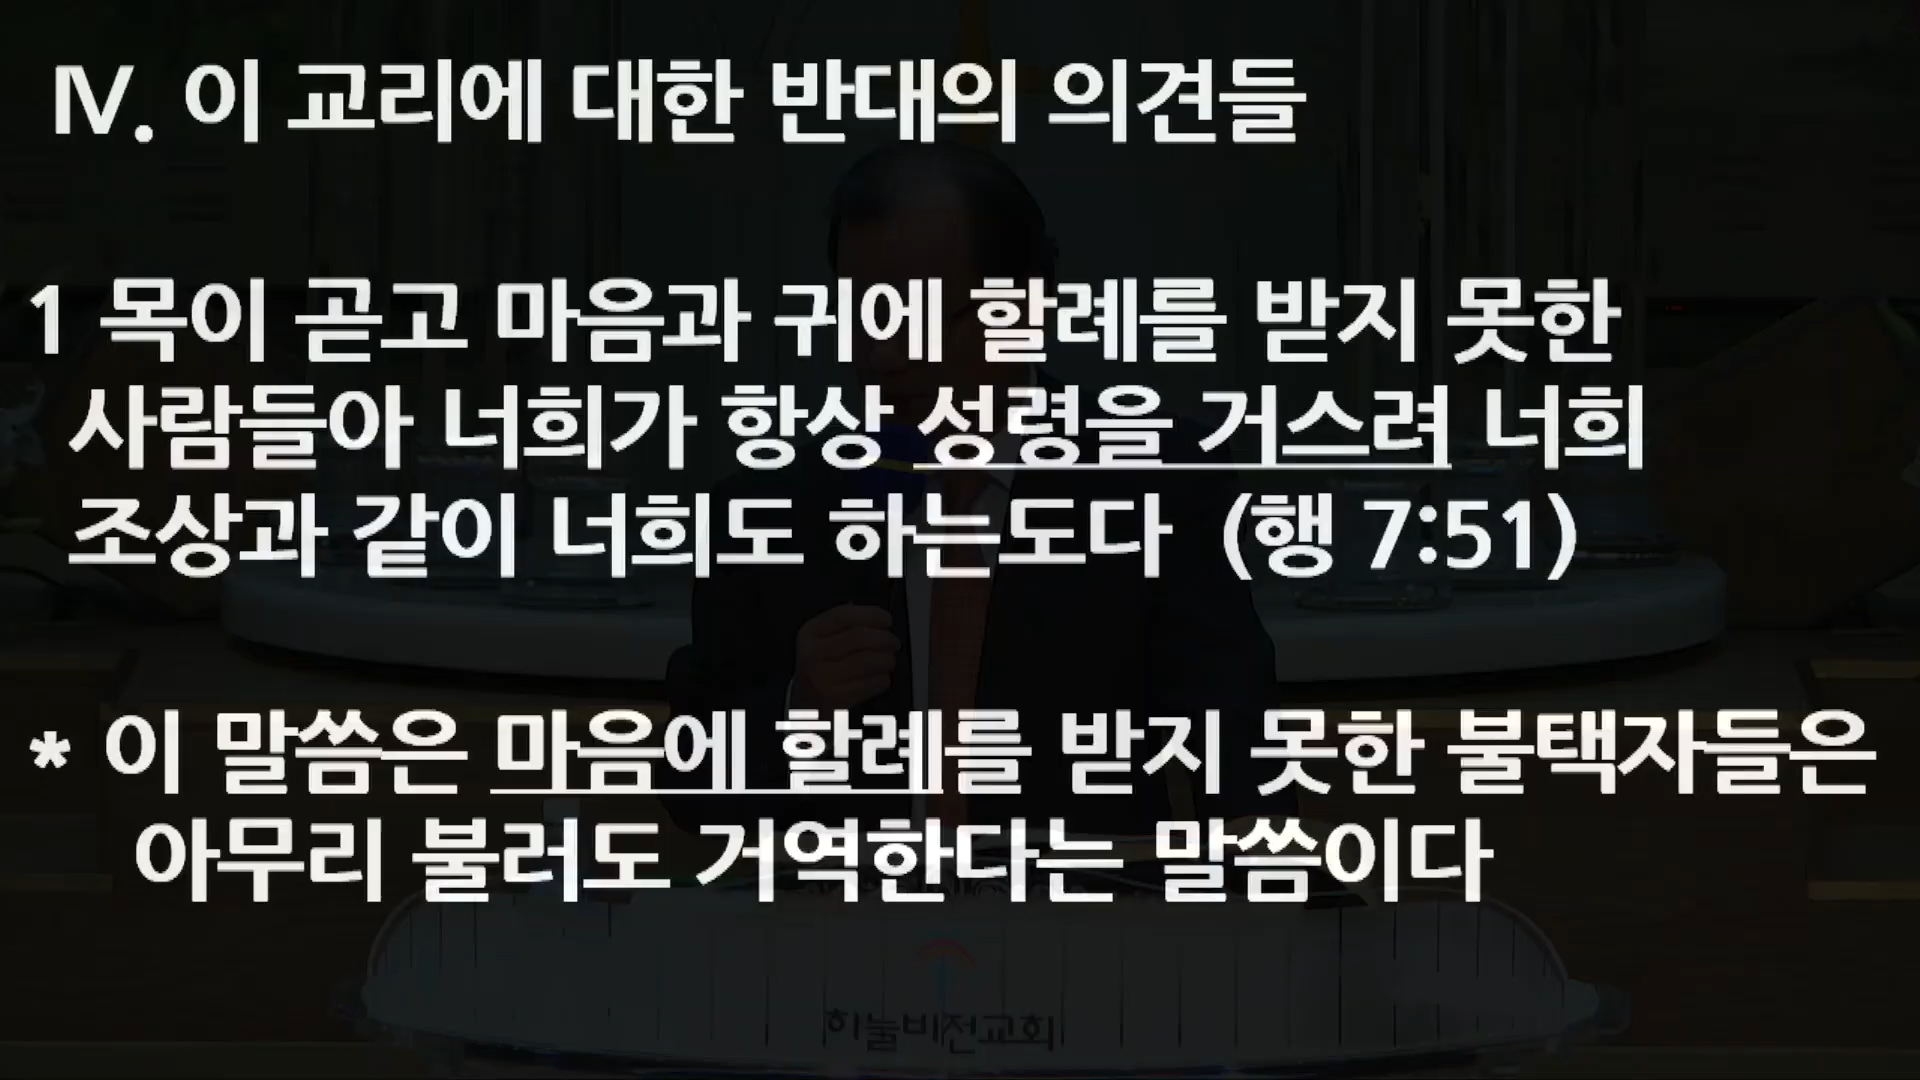 Ⅳ. 이 교리에 대한 반대의 의견들
1 목이 곧고 마음과 귀에 할례를 받지 못한
사람들아 너희가 항상 성령을 거스려 너희
조상과 같이 너희도 하는도다 (행 7:51)
* 이 말씀은 마음에 할례를 받지 못한 불택자들은
아무리 불러도 거역한다는 말씀이다
하늘비전교회